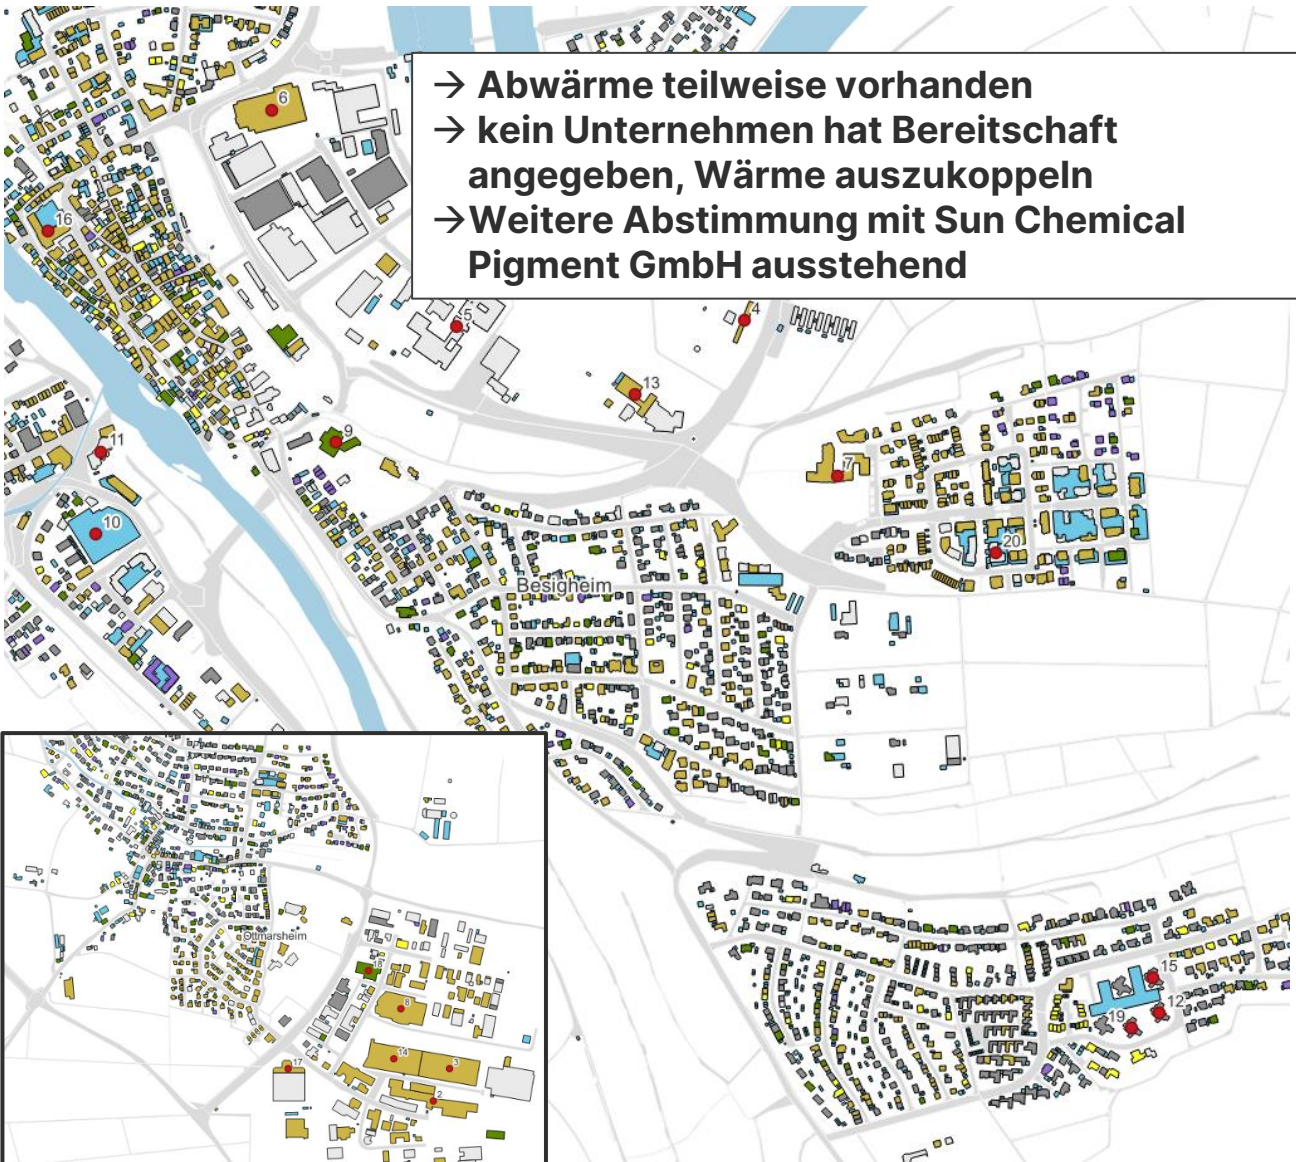 → Abwärme teilweise vorhanden
→ kein Unternehmen hat Bereitschaft
angegeben, Wärme auszukoppeln
→Weitere Abstimmung mit Sun Chemical
Pigment GmbH ausstehend
6
16
5
4
13
11
9
7
10
20
Besigheim
Ottmarsheim
18
8
14
3
17
2
15
12
19